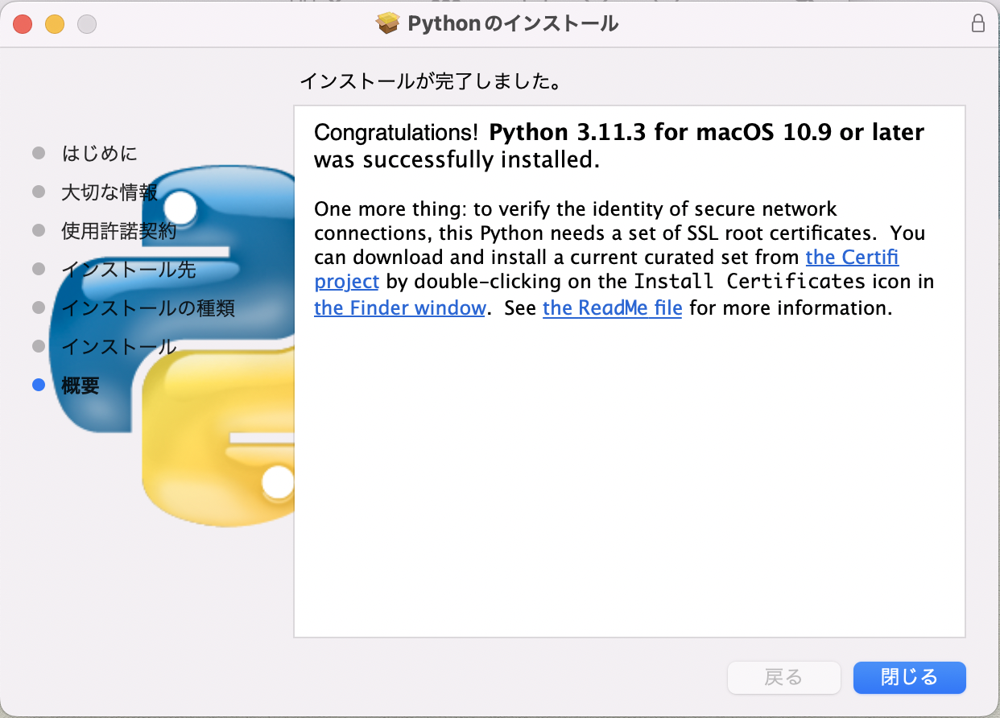 Pythonのインストール
インストールが完了しました。
はじめに
大切な情報
使用許諾契約
インストール先
インストールの種類
インストール
概要
Congratulations! Python 3.11.3 for macOS 10.9 or later
was successfully installed.
One more thing: to verify the identity of secure network
connections, this Python needs a set of SSL root certificates.  You
can download and install a current curated set from the Certifi
project by double-clicking on the Install Certificates icon in
the Finder window.  See the ReadMe file for more information.
戻る
閉じる